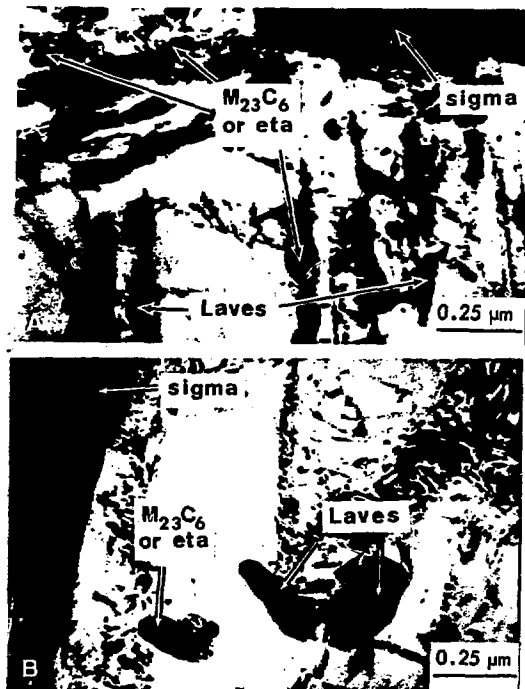 M₂₃C₆
or eta
sigma
Laves
A
0.25 μm
sigma
M₂₃C₆
or eta
Laves
B
0.25 μm